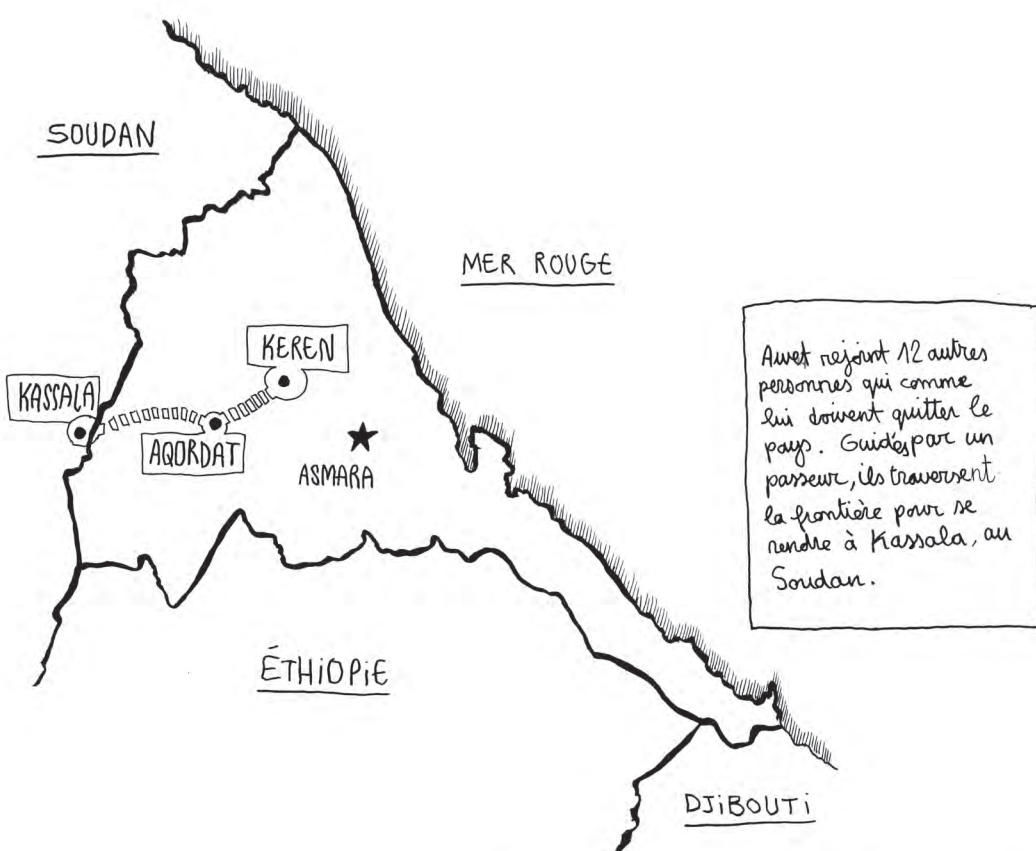 SOUDAN
MER ROUGE
KEREN
KASSALA
AQORDAT
ASMARA
ÉTHIOPIE
DJIBOUTI
Awet rejoint 12 autres
personnes qui comme
lui doivent quitter le
pays. Guidés par un
passeur, ils traversent
la frontière pour se
rendre à Kassala, au
Soudan.